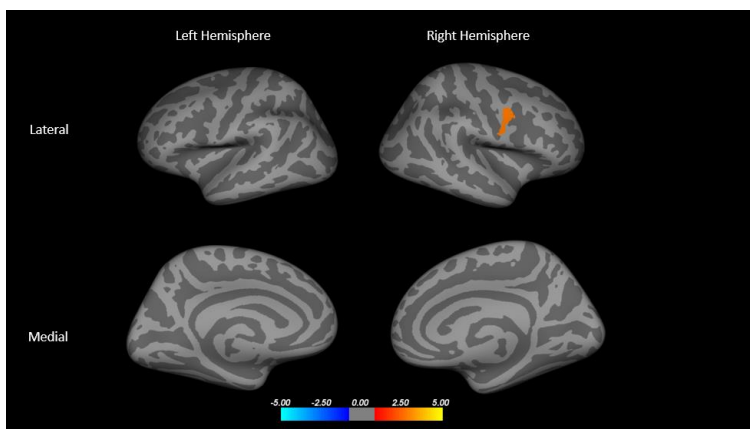 Left Hemisphere
Right Hemisphere
Lateral
Medial
-5.00 -2.50 0.00 2.50 5.00